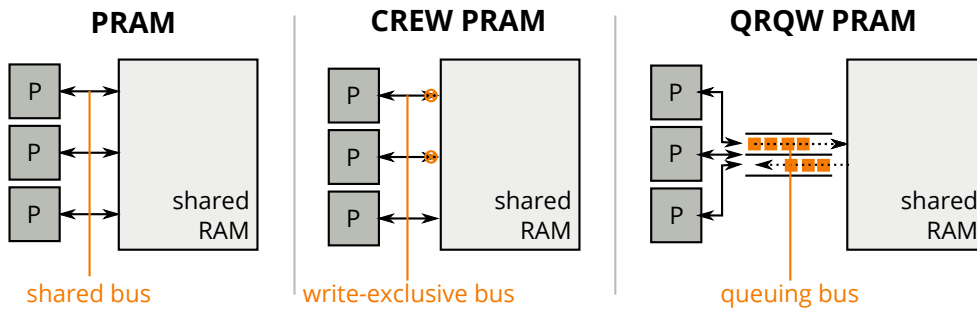 PRAM
P
P
P
shared
RAM
shared bus
CREW PRAM
P
P
P
shared
RAM
write-exclusive bus
QRQW PRAM
P
P
P
shared
RAM
queuing bus